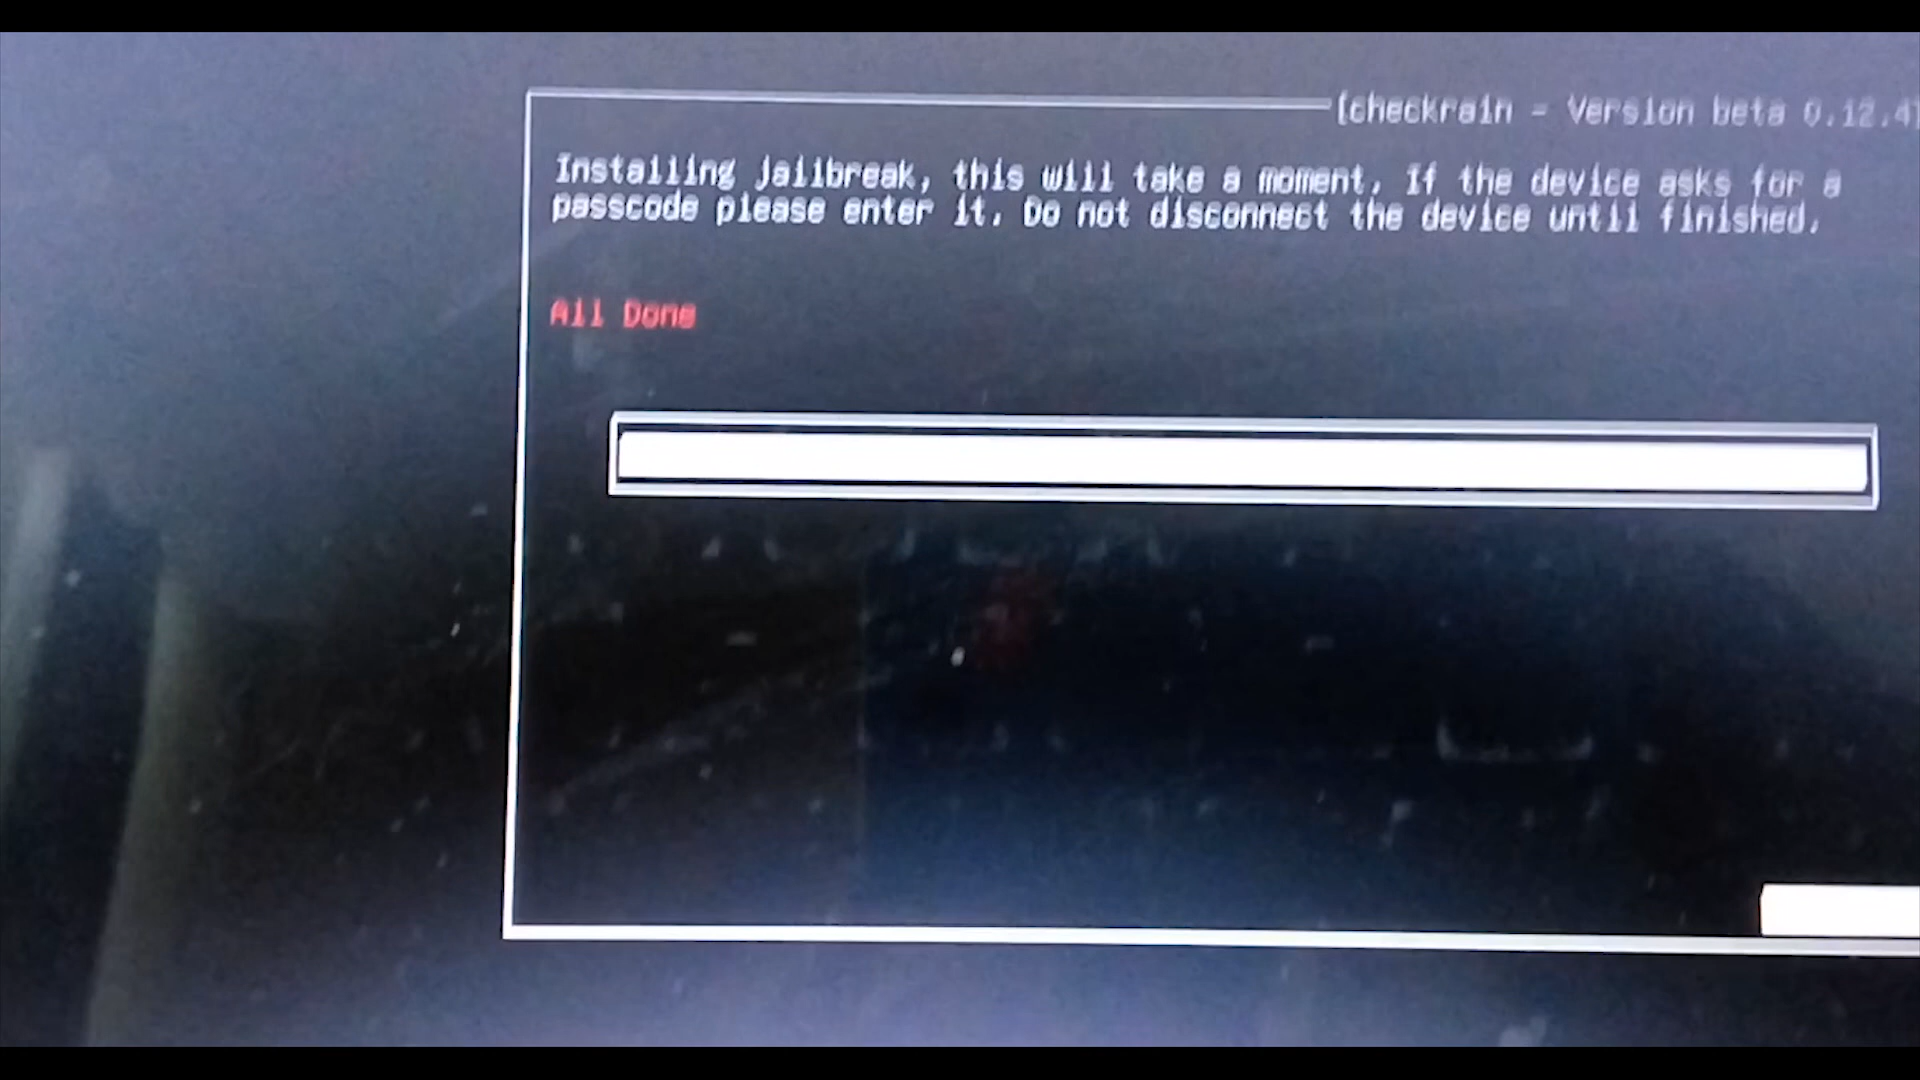 [checkra1n - Version beta 0.12.4]
Installing jailbreak, this will take a moment. If the device asks for a
passcode please enter it. Do not disconnect the device until finished.
All Done